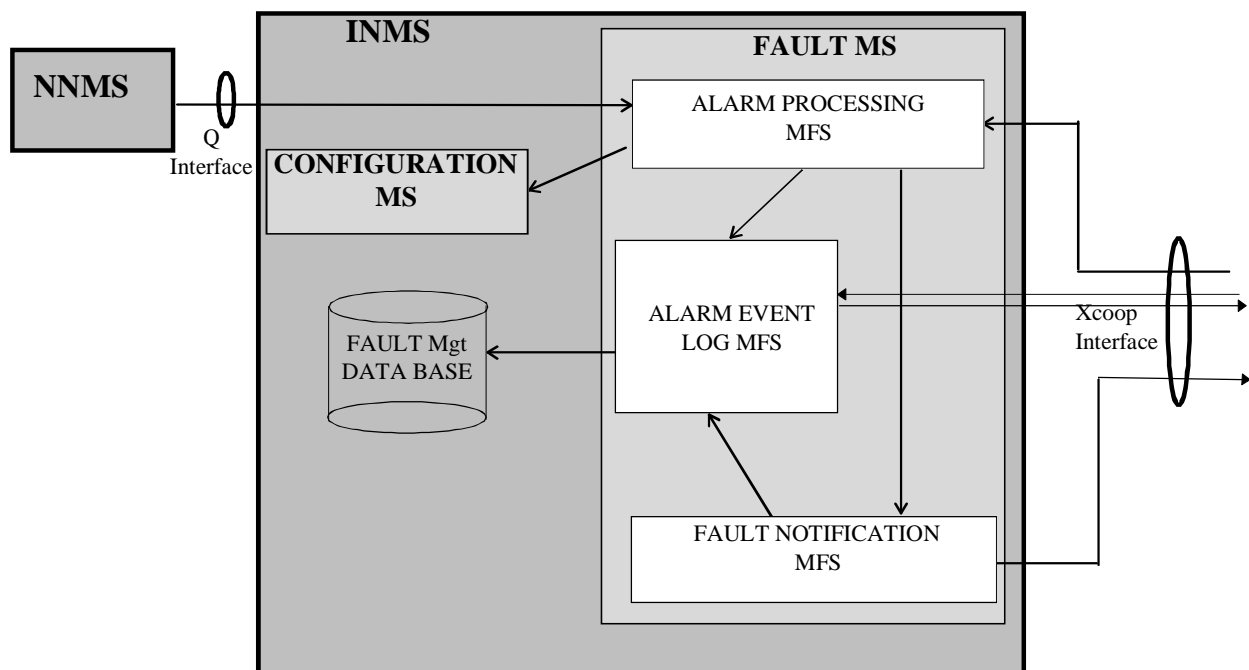 INMS
FAULT MS
NNMS
ALARM PROCESSING
MFS
Q
Interface
CONFIGURATION
MS
ALARM EVENT
LOG MFS
Xcoop
Interface
FAULT Mgt
DATA BASE
FAULT NOTIFICATION
MFS